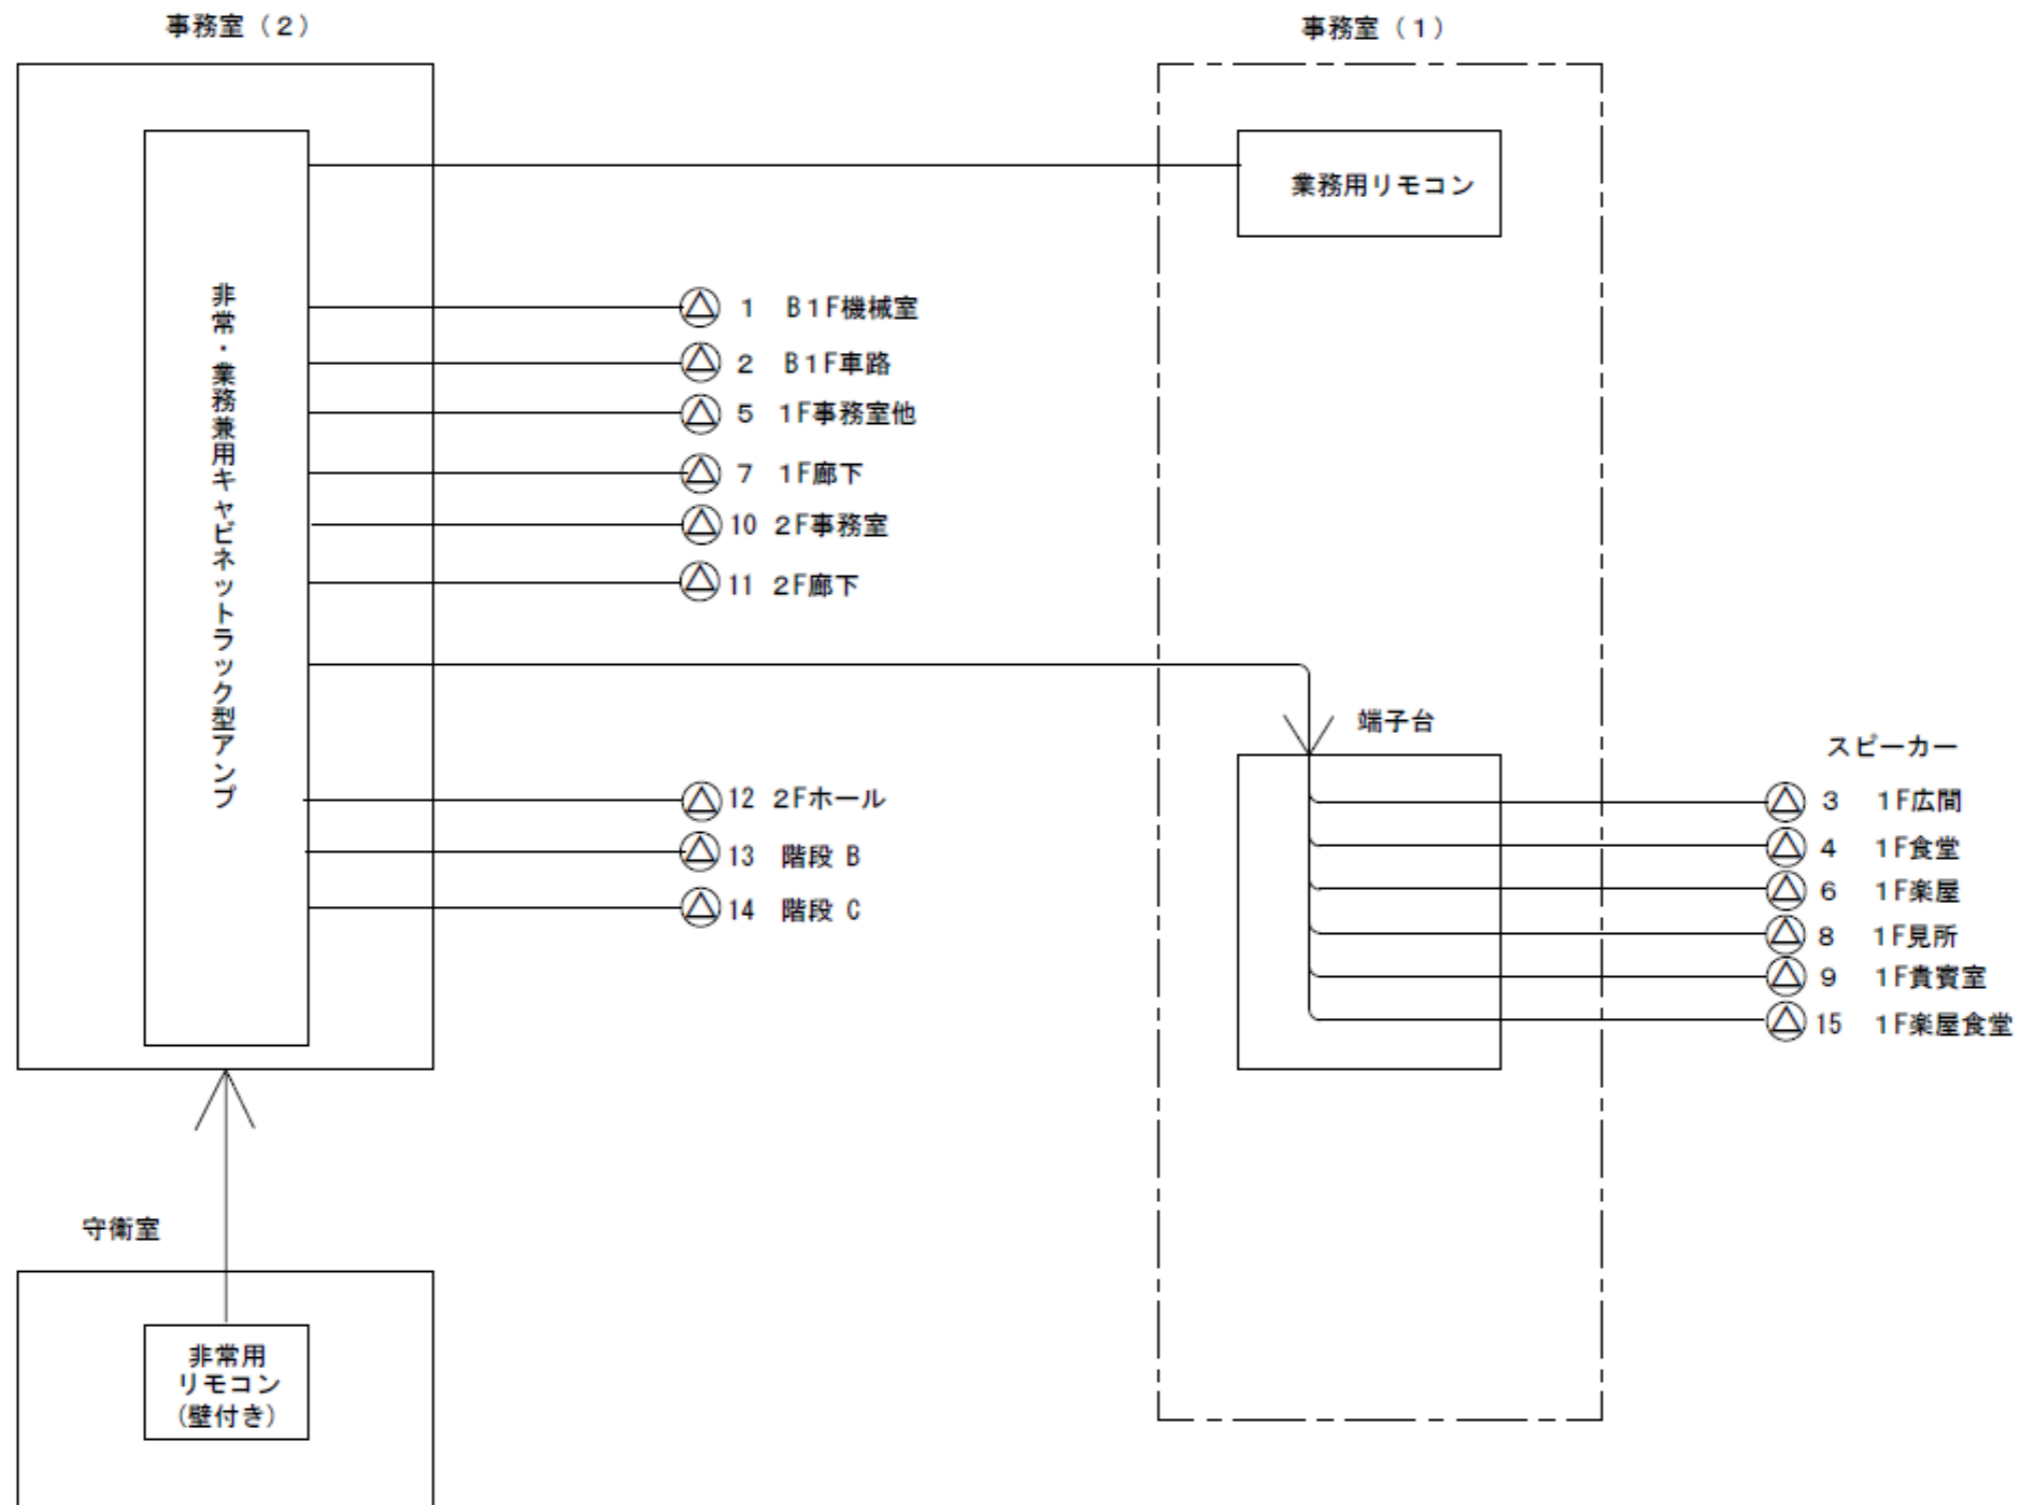 事務室（２）
事務室（１）
業務用リモコン
非常・業務兼用キャビネットラック型アンプ
1 B１F機械室
２ B１F車路
５ １F事務室他
７ １F廊下
10 ２F事務室
11 ２F廊下
端子台
スピーカー
12 ２Fホール
13 階段 B
14 階段 C
３ １F広間
４ １F食堂
６ １F楽屋
８ １F見所
９ １F貴賓室
15 １F楽屋食堂
守衛室
非常用
リモコン
(壁付き)